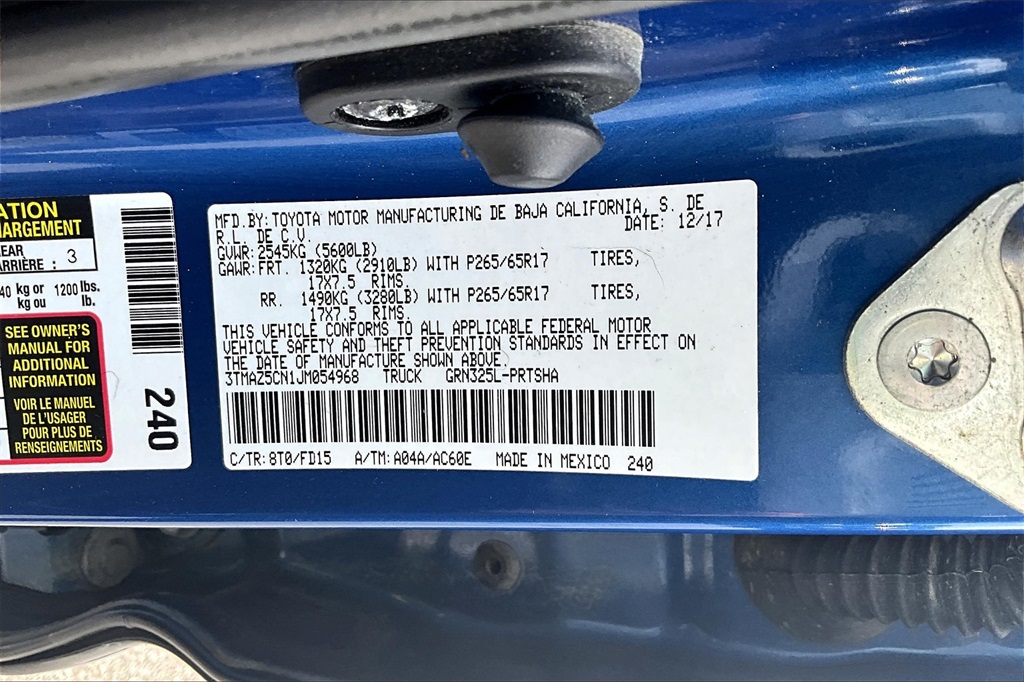 ATION
HARGEMENT
EAR
ARRIÈRE : 3
40 kg or 1200 lbs.
kg ou lb.
SEE OWNER'S
MANUAL FOR
ADDITIONAL
INFORMATION
VOIR LE MANUEL
DE L'USAGER
POUR PLUS DE
RENSEIGNEMENTS
240
MFD.BY: TOYOTA MOTOR MANUFACTURING DE BAJA CALIFORNIA, S. DE
R.L. DE C.V. DATE: 12/17
GVWR: 2545KG (5600LB)
GAWR: FRT. 1320KG (2910LB) WITH P265/65R17 TIRES,
17X7.5 RIMS.
RR. 1490KG (3280LB) WITH P265/65R17 TIRES,
17X7.5 RIMS.
THIS VEHICLE CONFORMS TO ALL APPLICABLE FEDERAL MOTOR
VEHICLE SAFETY AND THEFT PREVENTION STANDARDS IN EFFECT ON
THE DATE OF MANUFACTURE SHOWN ABOVE.
3TMAZ5CN1JM054968 TRUCK GRN325L-PRTSHA
C/TR: 8T0/FD15 A/TM: A04A/AC60E MADE IN MEXICO 240